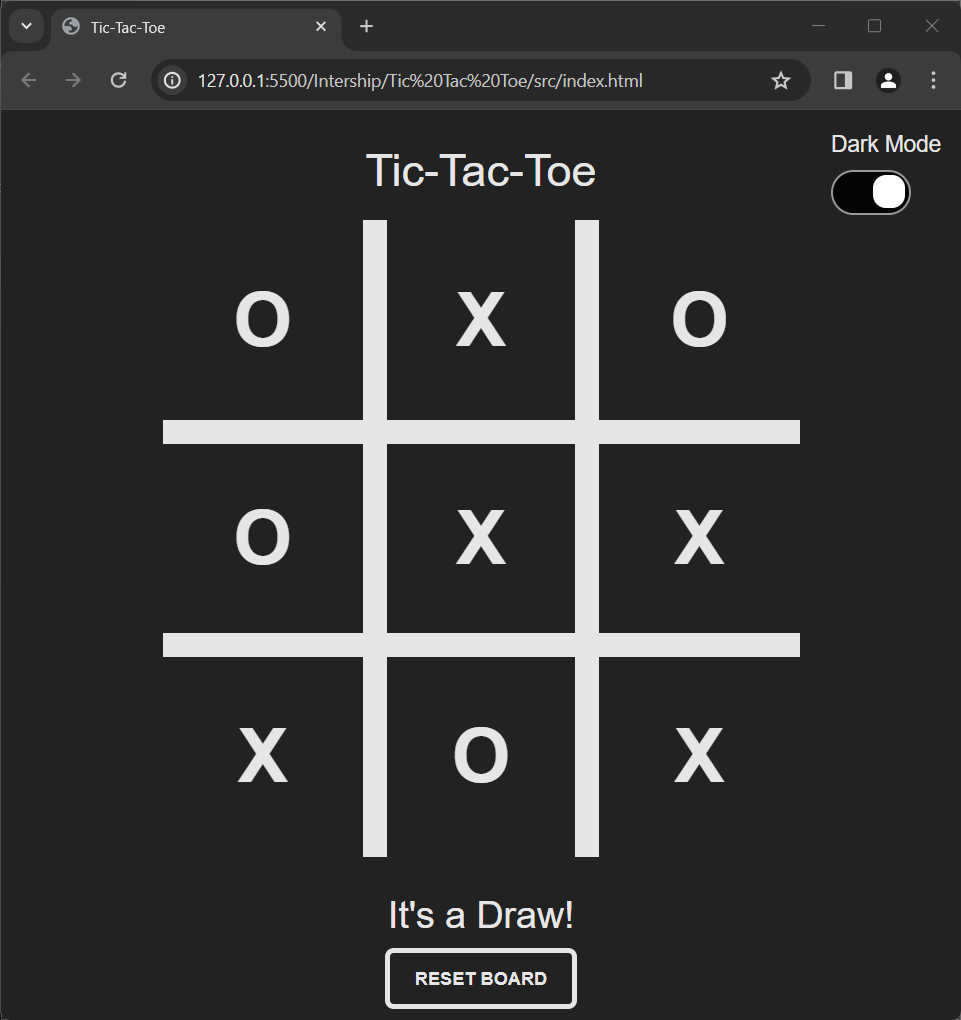 Tic-Tac-Toe
127.0.0.1:5500/Intership/Tic%20Tac%20Toe/src/index.html
Dark Mode
Tic-Tac-Toe
O X O
O X X
X O X
It's a Draw!
RESET BOARD